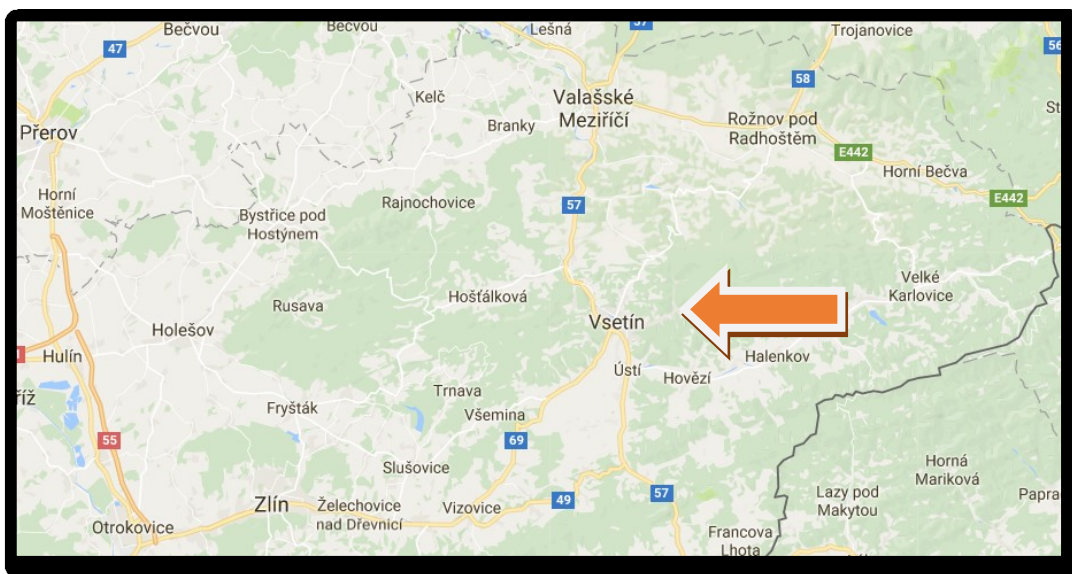 Bečvou
Bečvou
Lešná
57
Trojanovice
47
56
58
Kelč
Valašské
Meziříčí
Přerov
Branky
Rožnov pod
Radhoštěm
E442
Horní Bečva
E442
Horní
Moštěnice
Rajnochovice
57
Bystřice pod
Hostýnem
Velké
Karlovice
Hošťálková
Rusava
Vsetín
Holešov
Hulín
Halenkov
Ústí
Hovězí
Trnava
říž
Fryšták
Všemina
55
69
Slušovice
Horná
Mariková
Zlín
Želechovice
nad Dřevnicí
Vizovice
49
57
Lazy pod
Makytou
Papra
Otrokovice
Francova
Lhota